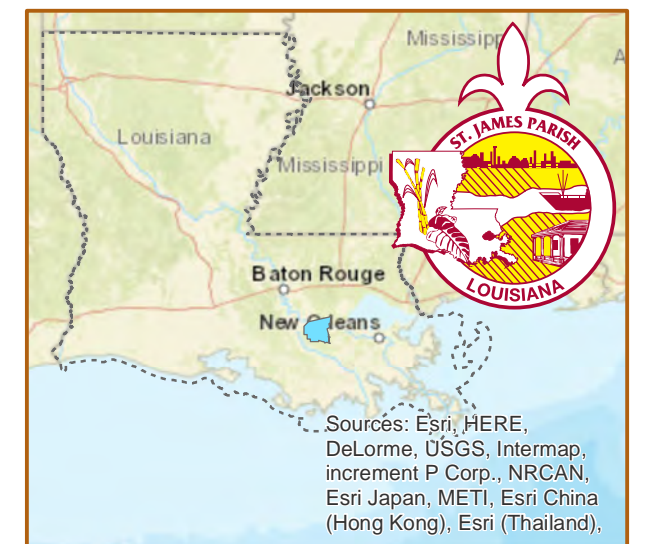 Mississipp
A
Jackson
ST. JAMES PARISH
Louisiana
Mississippi
LOUISIANA
Baton Rouge
New Orleans
Sources: Esri, HERE,
DeLorme, USGS, Intermap,
increment P Corp., NRCAN,
Esri Japan, METI, Esri China
(Hong Kong), Esri (Thailand),